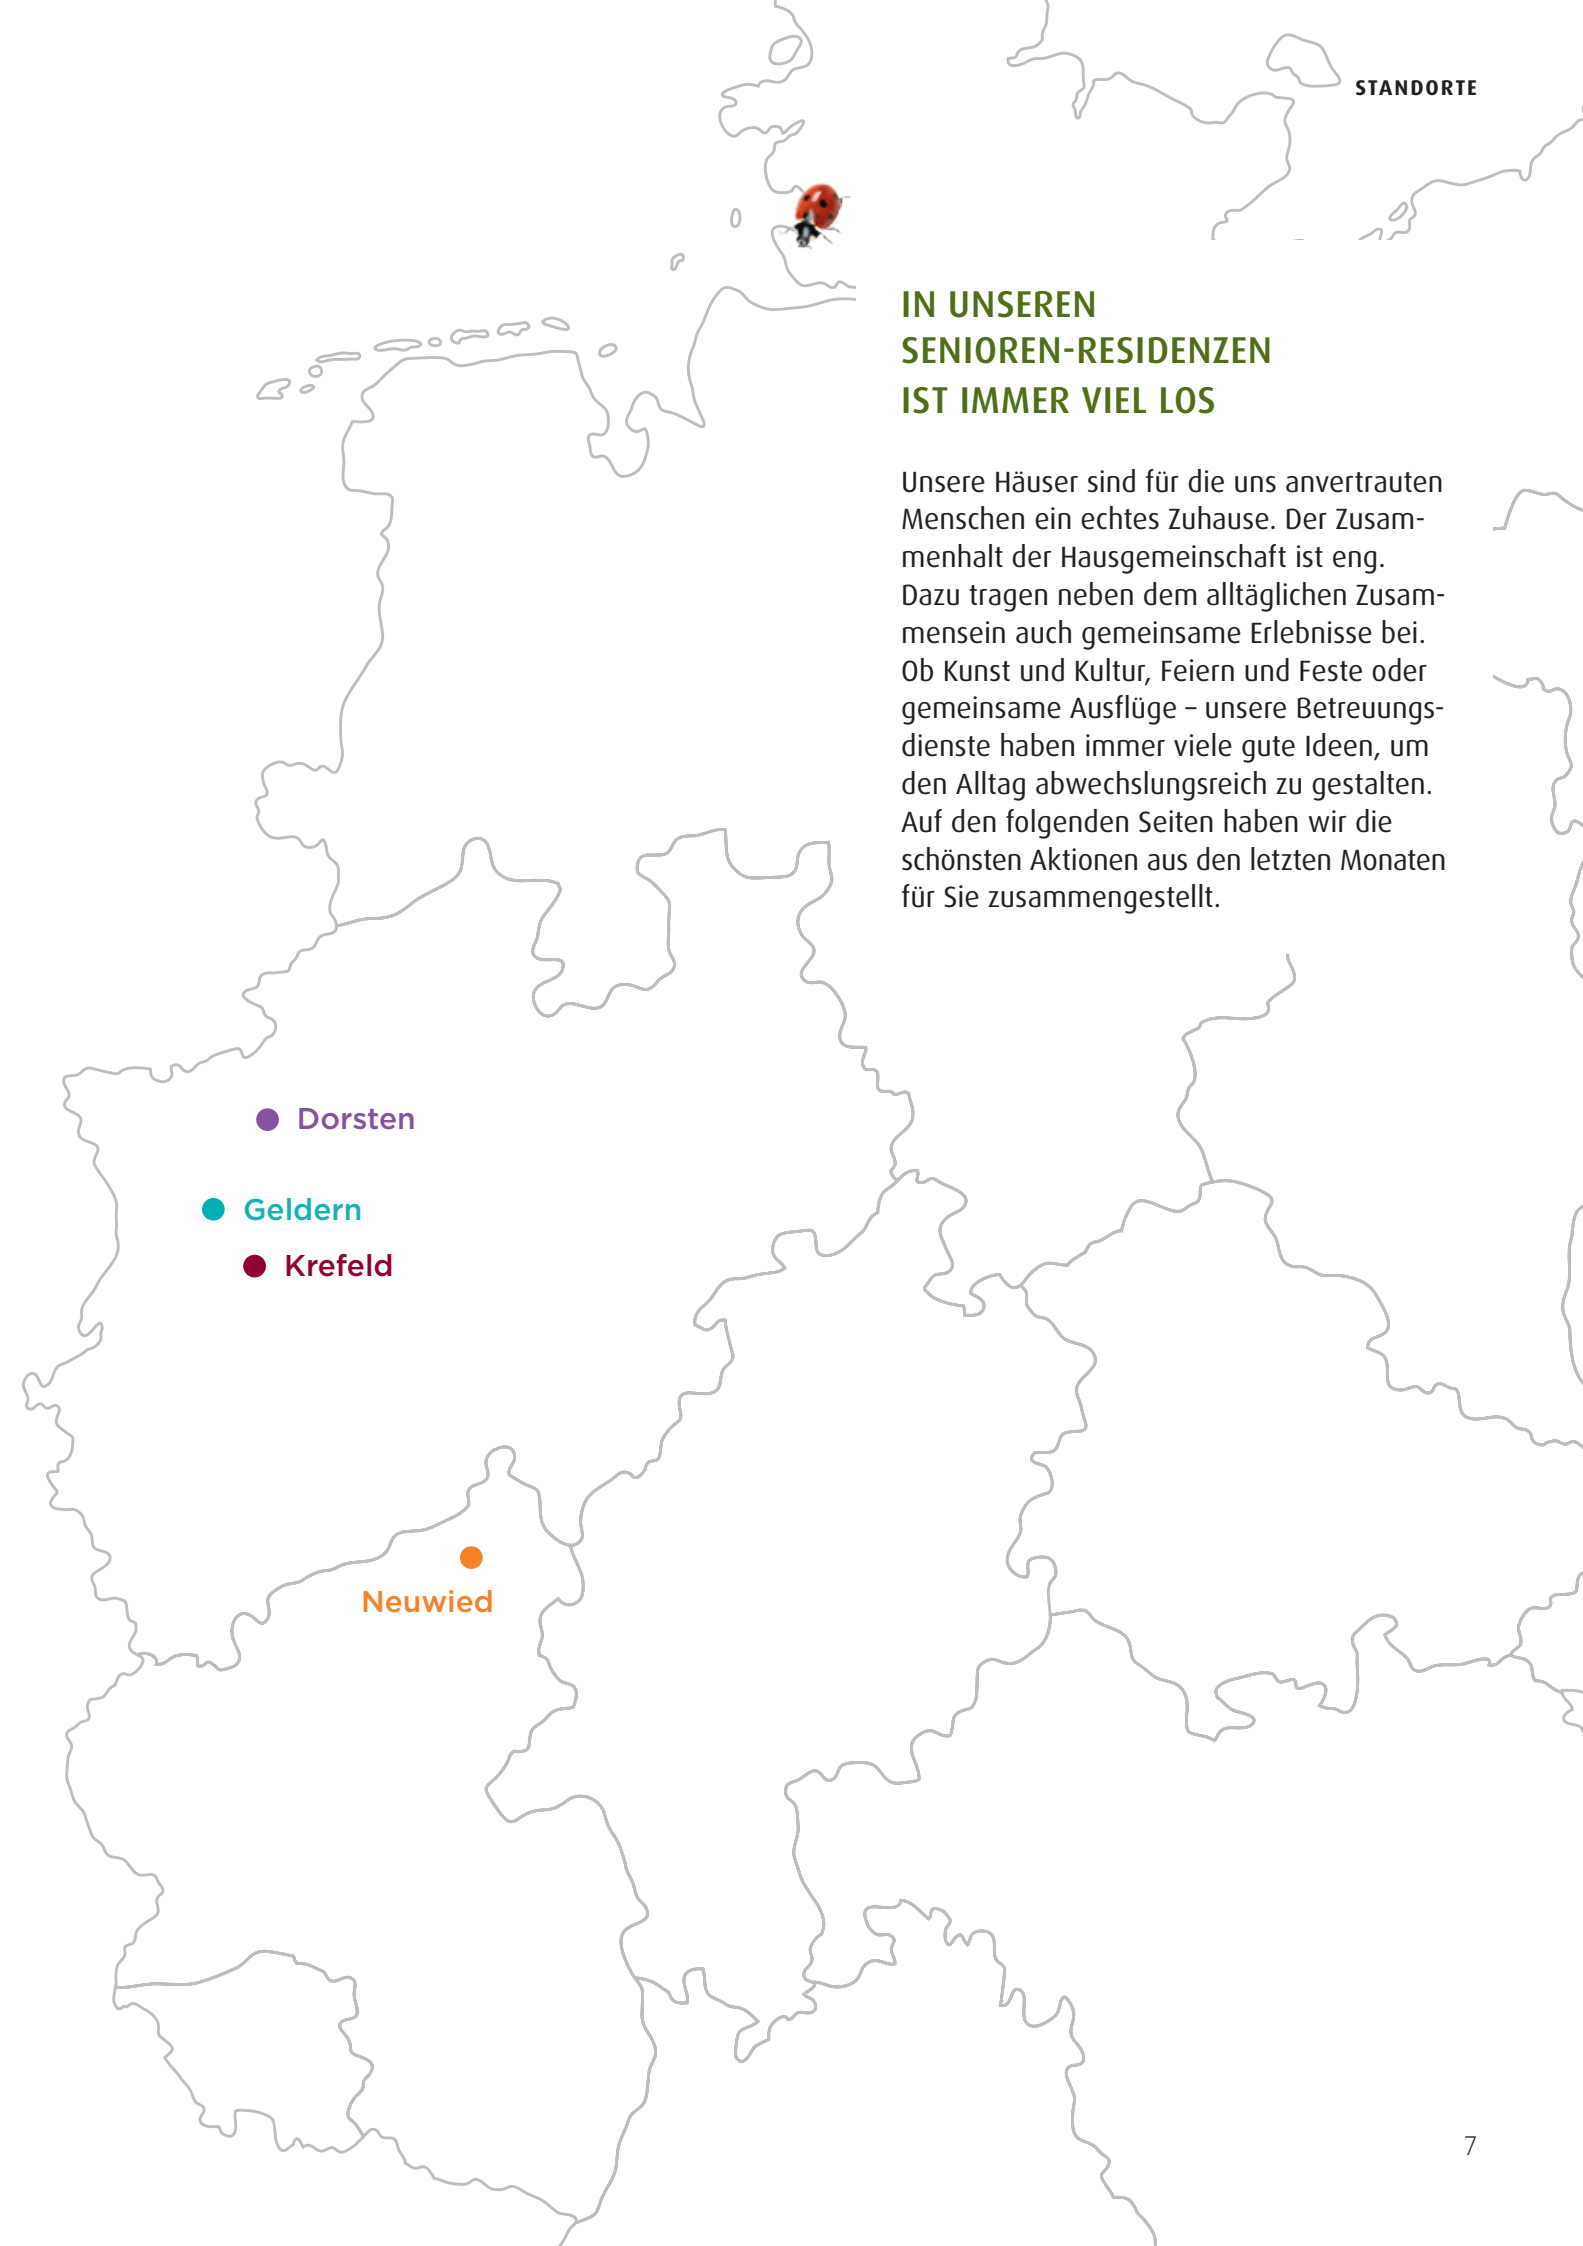 STANDORTE
IN UNSEREN
SENIOREN-RESIDENZEN
IST IMMER VIEL LOS
Unsere Häuser sind für die uns anvertrauten
Menschen ein echtes Zuhause. Der Zusam-
menhalt der Hausgemeinschaft ist eng.
Dazu tragen neben dem alltäglichen Zusam-
mensein auch gemeinsame Erlebnisse bei.
Ob Kunst und Kultur, Feiern und Feste oder
gemeinsame Ausflüge – unsere Betreuungs-
dienste haben immer viele gute Ideen, um
den Alltag abwechslungsreich zu gestalten.
Auf den folgenden Seiten haben wir die
schönsten Aktionen aus den letzten Monaten
für Sie zusammengestellt.
Dorsten
Geldern
Krefeld
Neuwied
7